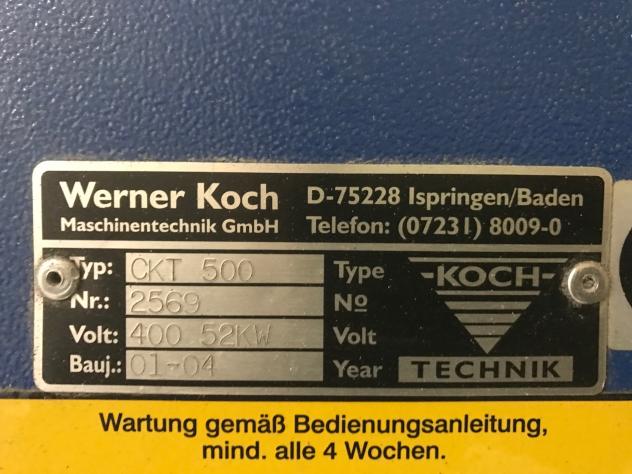 Werner Koch D-75228 Ispringen/Baden
Maschinentechnik GmbH Telefon: (07231) 8009-0
Typ: CKT 500 Type
Nr.: 2569 No
Volt: 400 52KW Volt
Bauj.: 01-04 Year
KOCH
TECHNIK
Wartung gemäß Bedienungsanleitung,
mind. alle 4 Wochen.